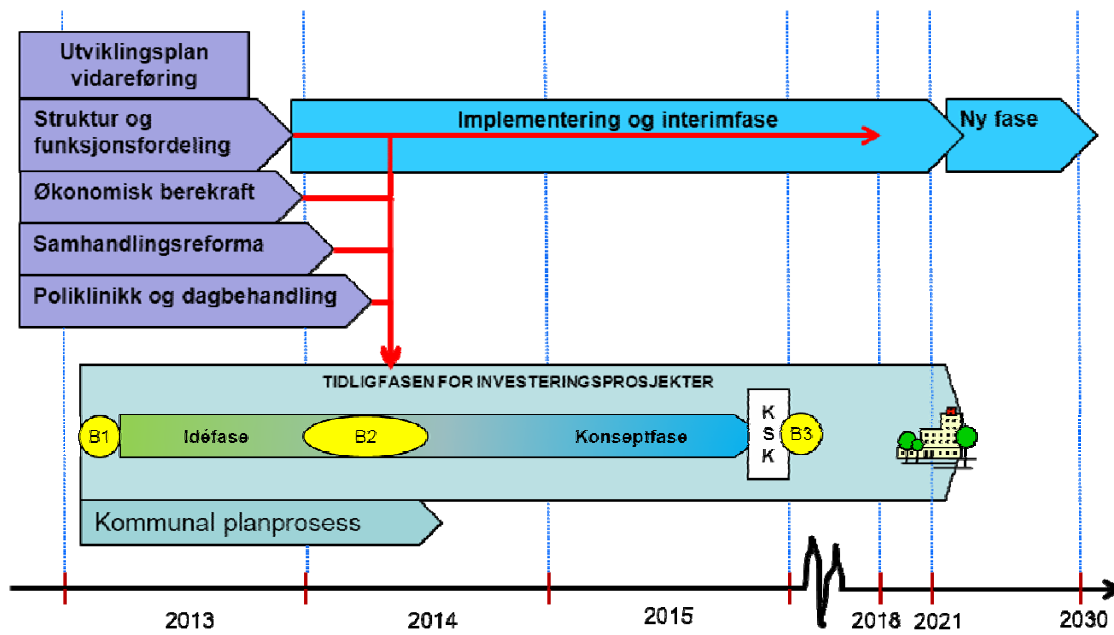 Utviklingsplan
vidareføring
Struktur og
funksjonsfordeling
Implementering og interimfase
Ny fase
Økonomisk berekraft
Samhandlingsreforma
Poliklinikk og dagbehandling
TIDLIGFASEN FOR INVESTERINGSPROSJEKTER
B1
Idéfase
B2
Konseptfase
K
S
K
B3
Kommunal planprosess
2013
2014
2015
2018
2021
2030